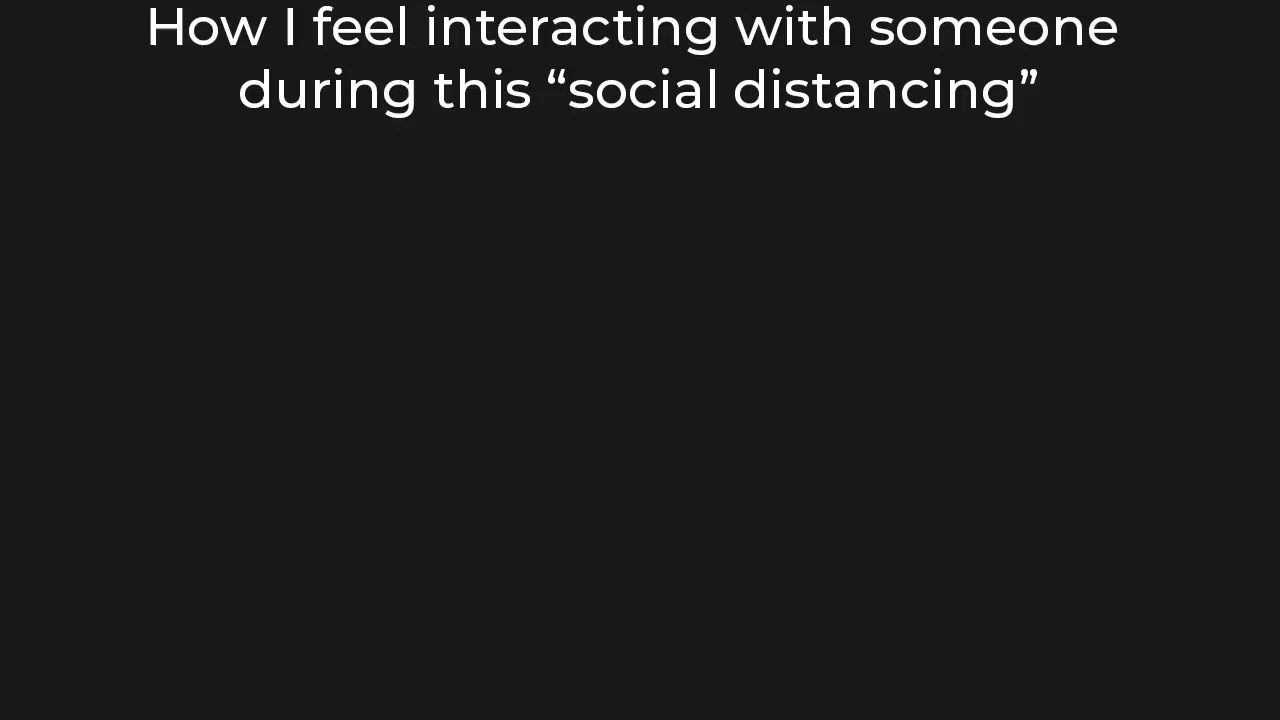 How I feel interacting with someone
during this “social distancing”